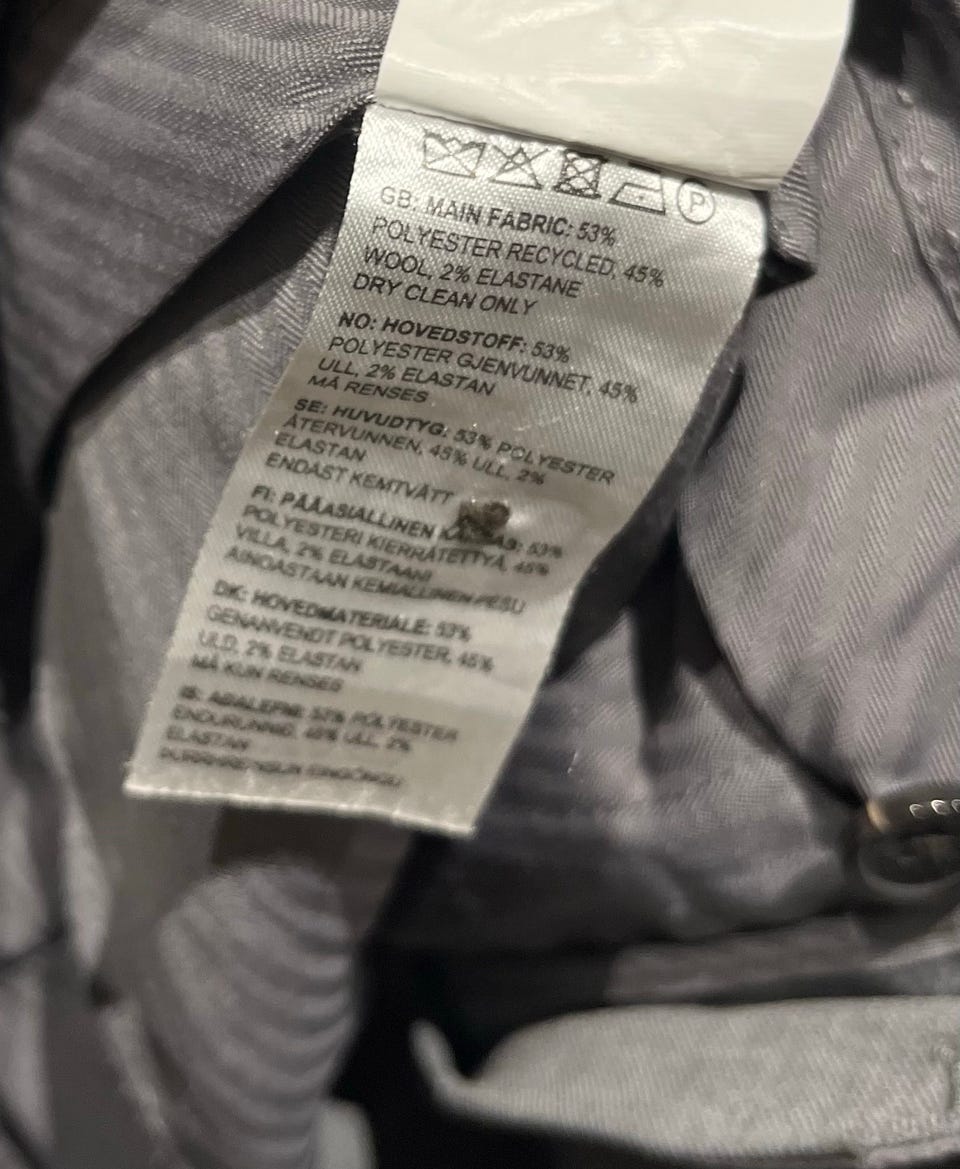 P
GB: MAIN FABRIC: 53%
POLYESTER RECYCLED, 45%
WOOL, 2% ELASTANE
DRY CLEAN ONLY
NO: HOVEDSTOFF: 53%
POLYESTER GJENVUNNET, 45%
ULL, 2% ELASTAN
MÅ RENSES
SE: HUVUDTYG: 53% POLYESTER
ÅTERVUNNEN, 45% ULL, 2%
ELASTAN
ENDAST KEMTVÄTT
FI: PÄÄASIALLINEN 53%
POLYESTERI KIERRÄTETTYÄ, 45%
VILLA, 2% ELASTAANI
AINOASTAAN KEMIALLINEN PESU
DK: HOVEDMATERIALE: 53%
GENANVENDT POLYESTER, 45%
ULD, 2% ELASTAN
MÅ KUN RENSES
IS: POLYESTER
45% ULL, 2%
ELASTAN